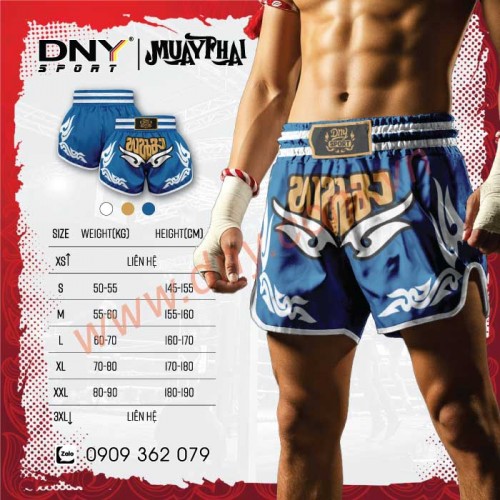 DNY® SPORT
MUAYTHAI
Dny
SPORT
SIZE WEIGHT(KG) HEIGHT(CM)
XS↑ LIÊN HỆ
S 50-55 145-155
M 55-60 155-160
L 60-70 160-170
XL 70-80 170-180
XXL 80-90 180-190
3XL↓ LIÊN HỆ
Zalo 0909 362 079